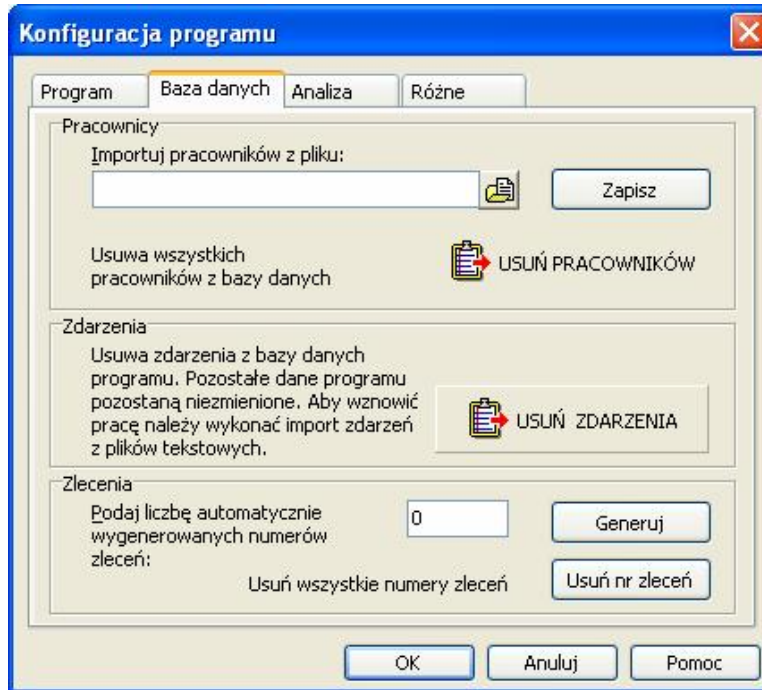 Konfiguracja programu
Program Baza danych Analiza Różne
Pracownicy
Importuj pracowników z pliku:
Zapisz
Usuwa wszystkich
pracowników z bazy danych
USUŃ PRACOWNIKÓW
Zdarzenia
Usuwa zdarzenia z bazy danych
programu. Pozostałe dane programu
pozostaną niezmienione. Aby wznowić
pracę należy wykonać import zdarzeń
z plików tekstowych.
USUŃ ZDARZENIA
Zlecenia
Podaj liczbę automatycznie
wygenerowanych numerów
zleceń:
0
Generuj
Usuń wszystkie numery zleceń
Usuń nr zleceń
OK Anuluj Pomoc